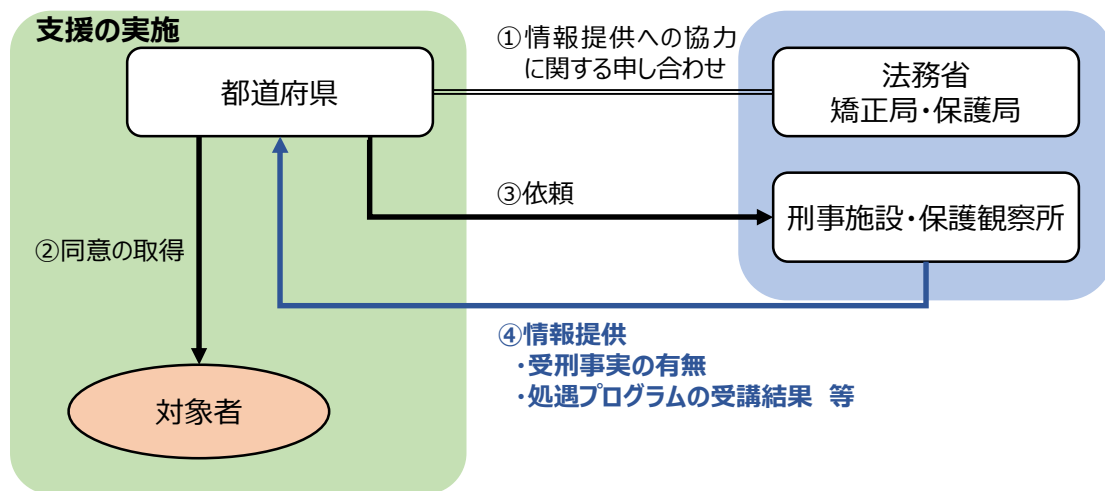 支援の実施
都道府県
①情報提供への協力
に関する申し合わせ
法務省
矯正局・保護局
③依頼
刑事施設・保護観察所
②同意の取得
④情報提供
・受刑事実の有無
・処遇プログラムの受講結果 等
対象者